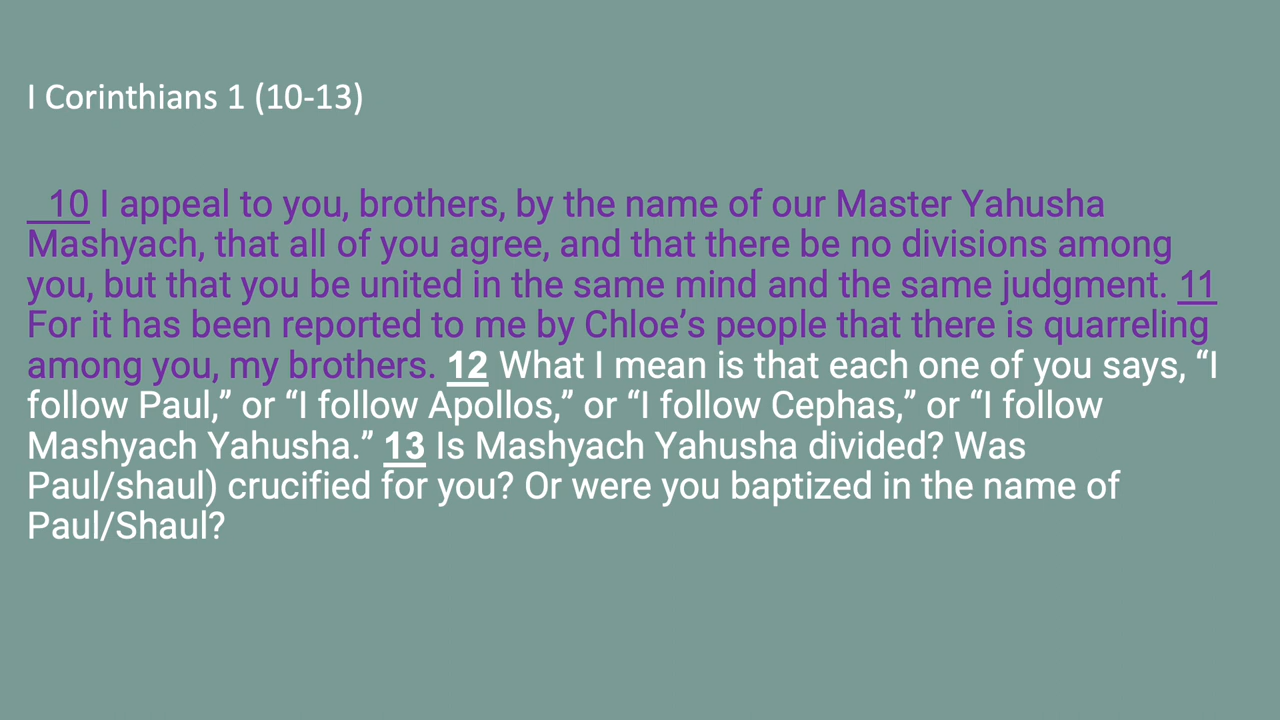 I Corinthians 1 (10-13)
10 I appeal to you, brothers, by the name of our Master Yahusha
Mashyach, that all of you agree, and that there be no divisions among
you, but that you be united in the same mind and the same judgment. 11
For it has been reported to me by Chloe’s people that there is quarreling
among you, my brothers. 12 What I mean is that each one of you says, “I
follow Paul,” or “I follow Apollos,” or “I follow Cephas,” or “I follow
Mashyach Yahusha.” 13 Is Mashyach Yahusha divided? Was
Paul/shaul) crucified for you? Or were you baptized in the name of
Paul/Shaul?